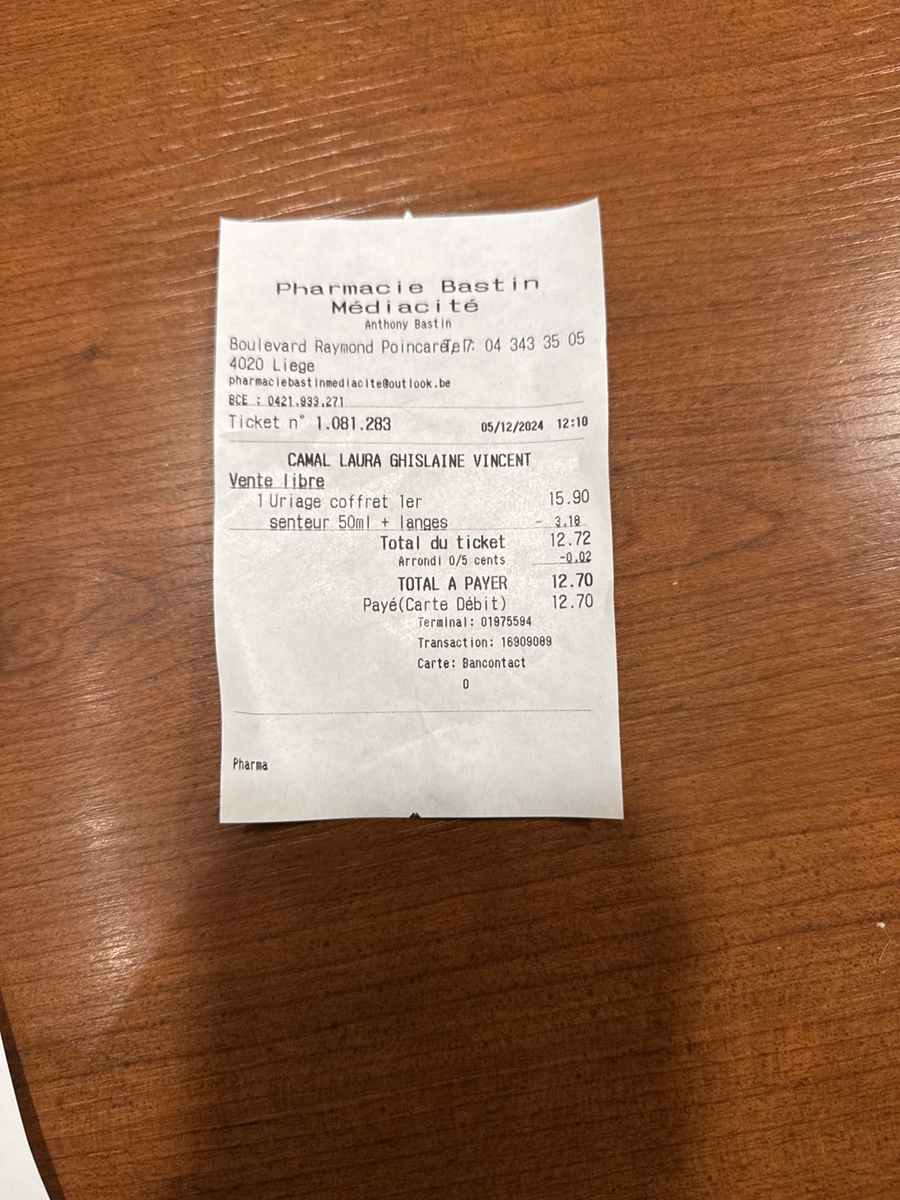 Pharmacie Bastin
Médiacité
Anthony Bastin
Boulevard Raymond Poincaré, 7 Tel: 04 343 35 05
4020 Liege
pharmaciebastinmediacite@outlook.be
BCE : 0421.933.271
Ticket n° 1.081.283 05/12/2024 12:10
CAMAL LAURA GHISLAINE VINCENT
Vente libre
1 Uriage coffret 1er 15.90
senteur 50ml + langes - 3.18
Total du ticket 12.72
Arrondi 0/5 cents -0.02
TOTAL A PAYER 12.70
Payé(Carte Débit) 12.70
Terminal: 01975594
Transaction: 16909089
Carte: Bancontact
0
Pharma